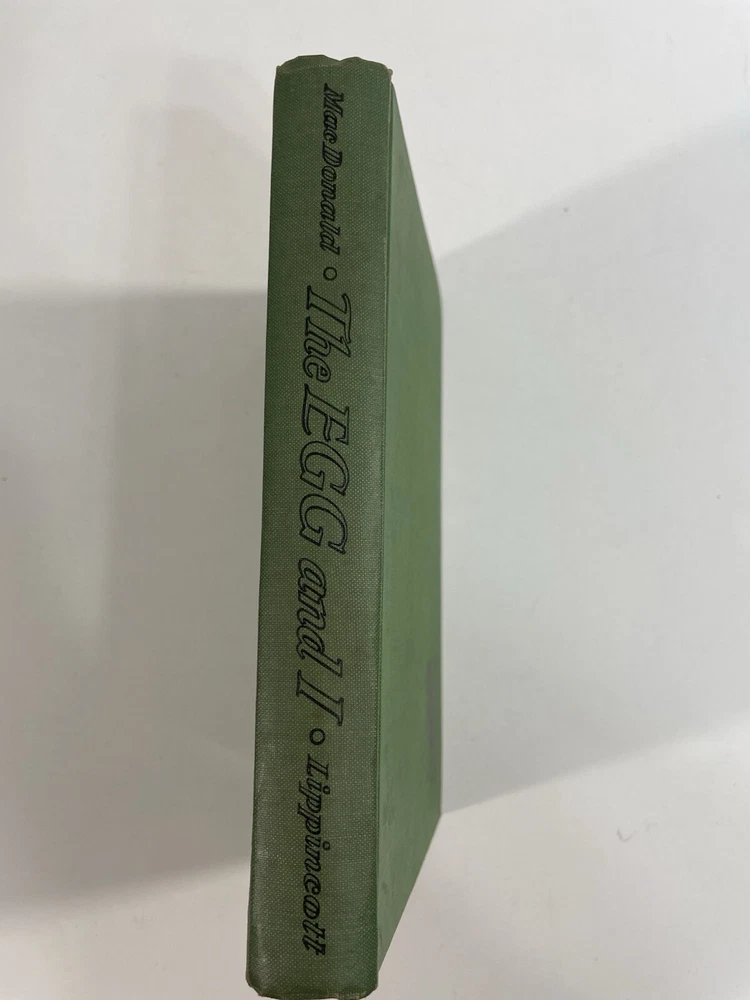 MacDonald • The EGG and I • Lippincott